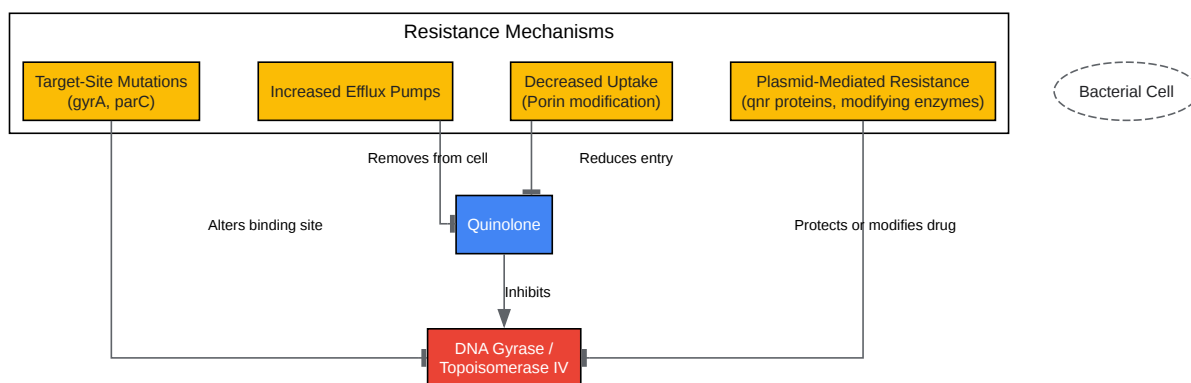 Resistance Mechanisms
Target-Site Mutations
(gyrA, parC)
Increased Efflux Pumps
Decreased Uptake
(Porin modification)
Plasmid-Mediated Resistance
(qnr proteins, modifying enzymes)
Bacterial Cell
Removes from cell
Reduces entry
Alters binding site
Quinolone
Protects or modifies drug
Inhibits
DNA Gyrase /
Topoisomerase IV